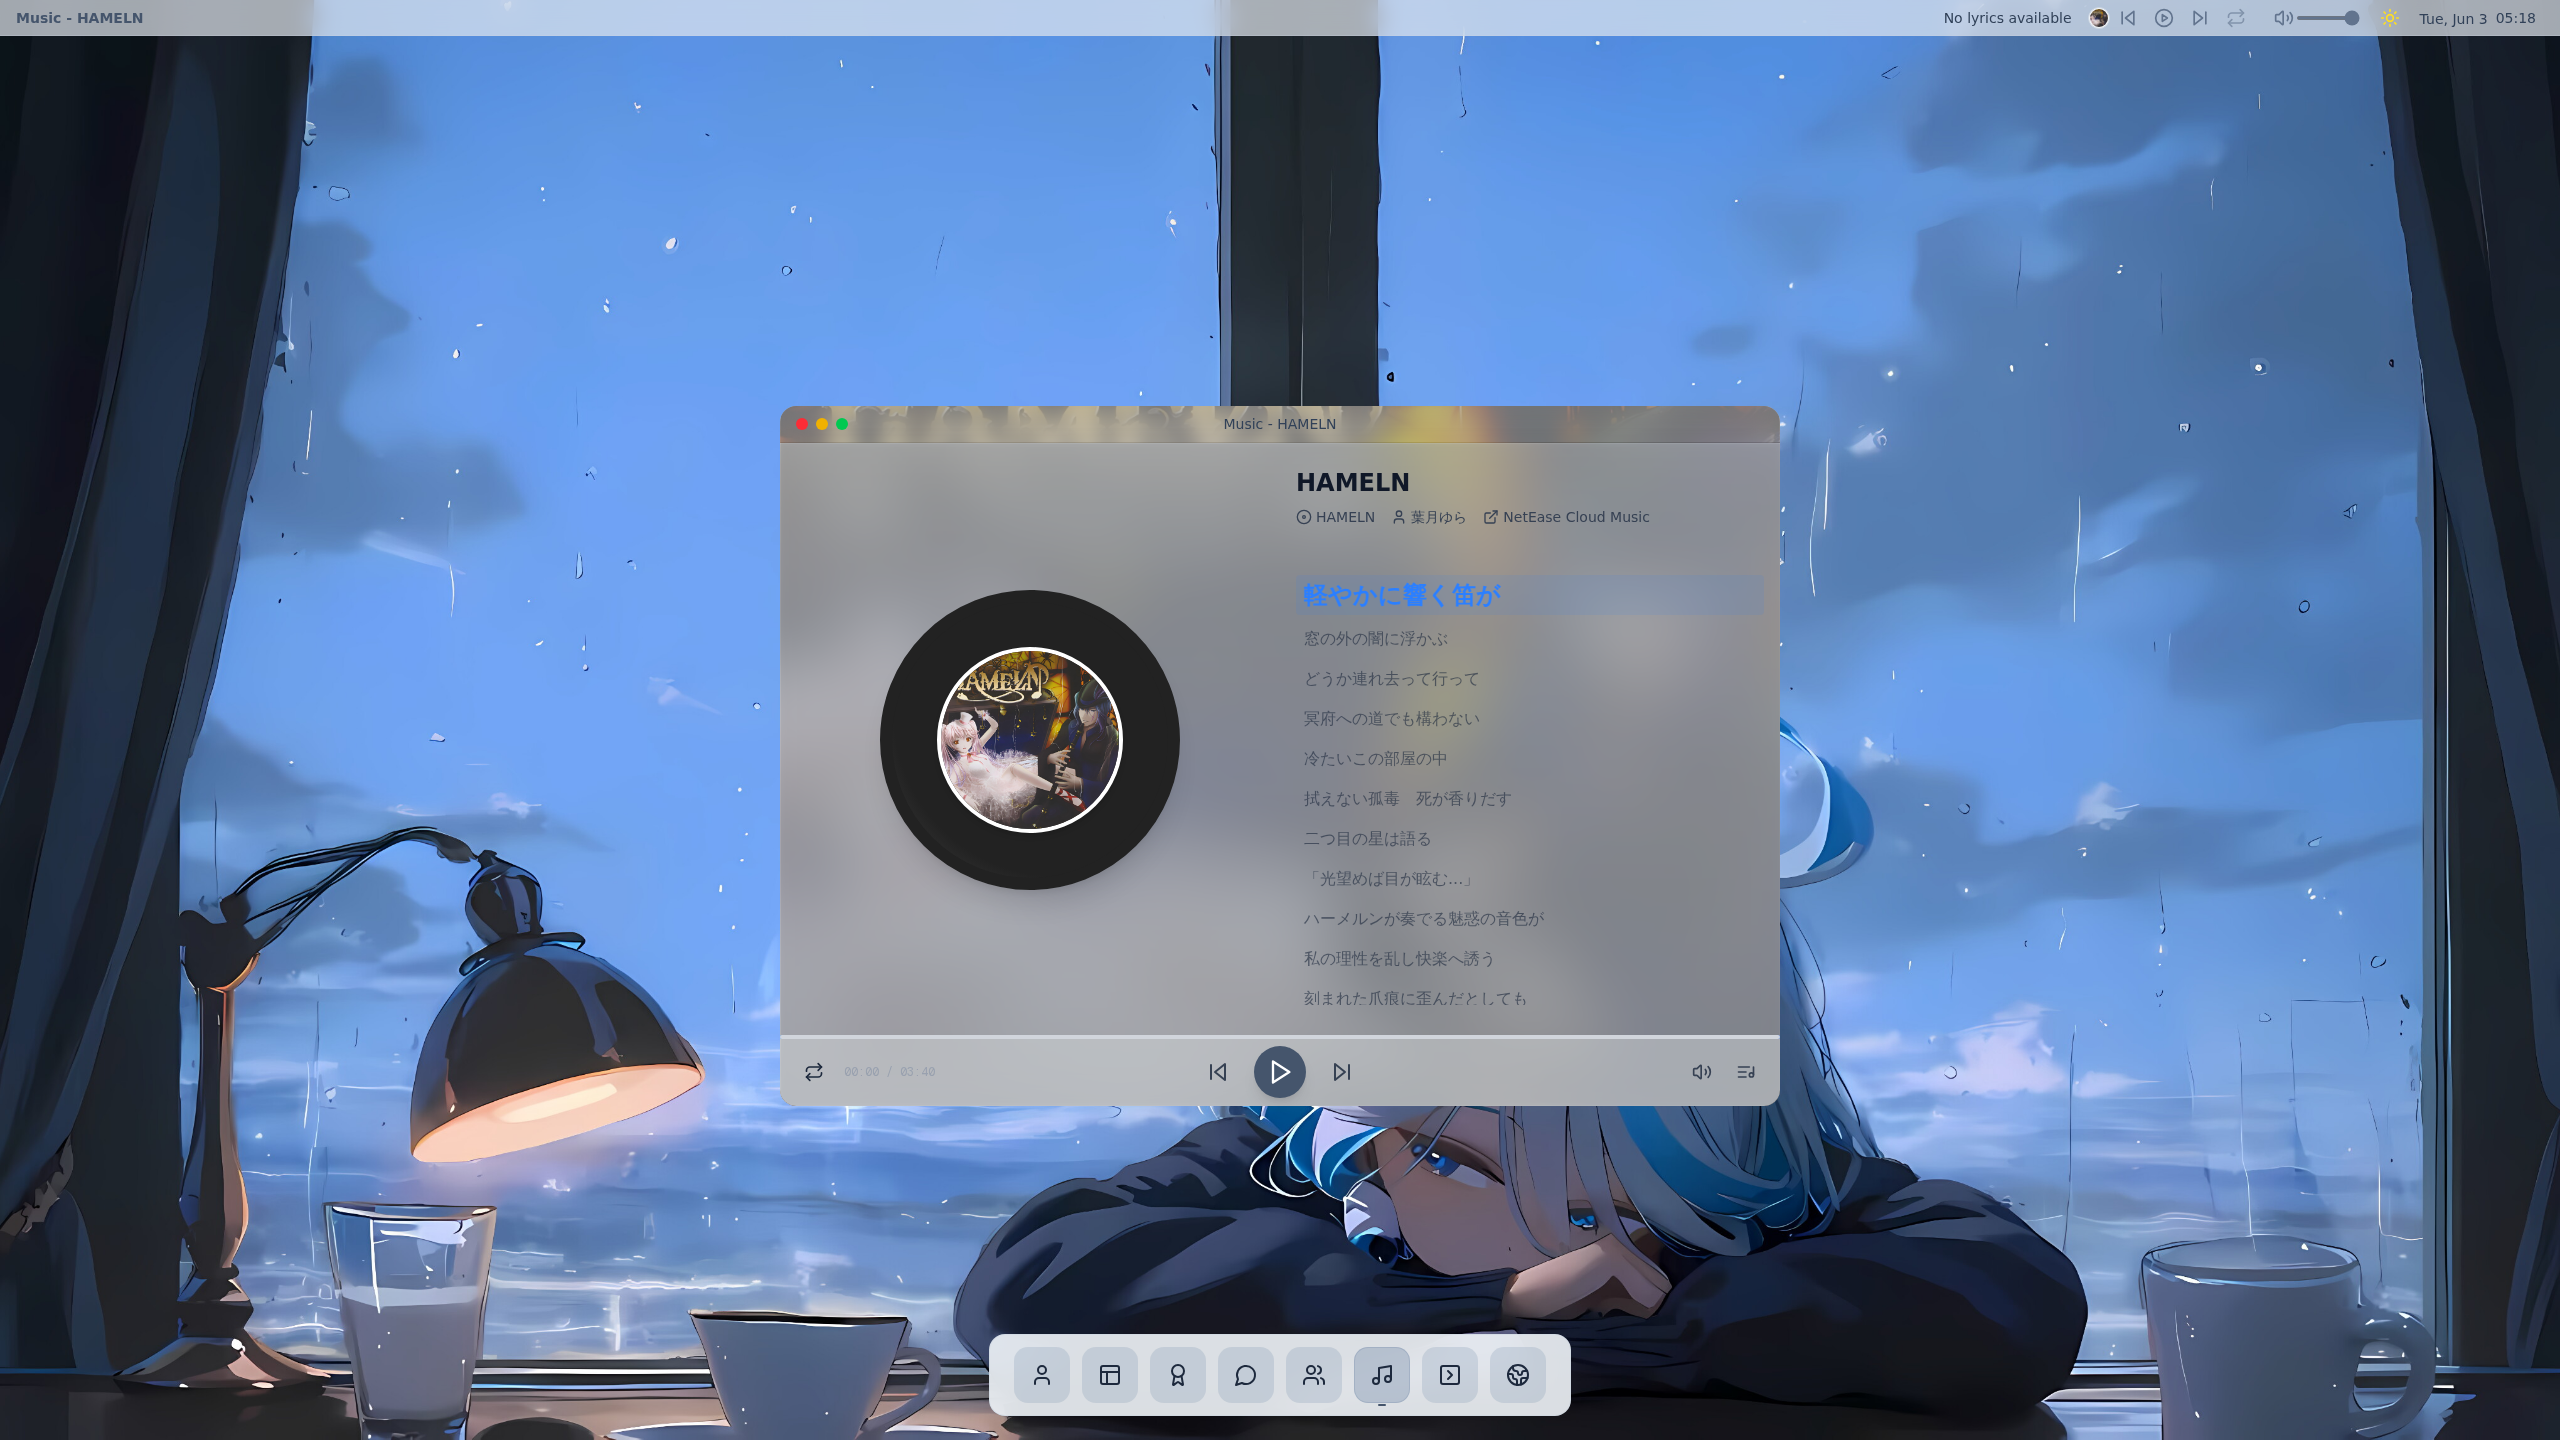 Music - HAMELN
No lyrics available
Tue, Jun 3 05:18
Music - HAMELN
HAMELN
HAMELN 葉月ゆら NetEase Cloud Music
HAMELN
軽やかに響く笛が
窓の外の闇に浮かぶ
どうか連れ去って行って
冥府への道でも構わない
冷たいこの部屋の中
拭えない孤毒　死が香りだす
二つ目の星は語る
「光望めば目が眩む…」
ハーメルンが奏でる魅惑の音色が
私の理性を乱し快楽へ誘う
刻まれた爪痕に歪んだとしても
00:00 / 03:40